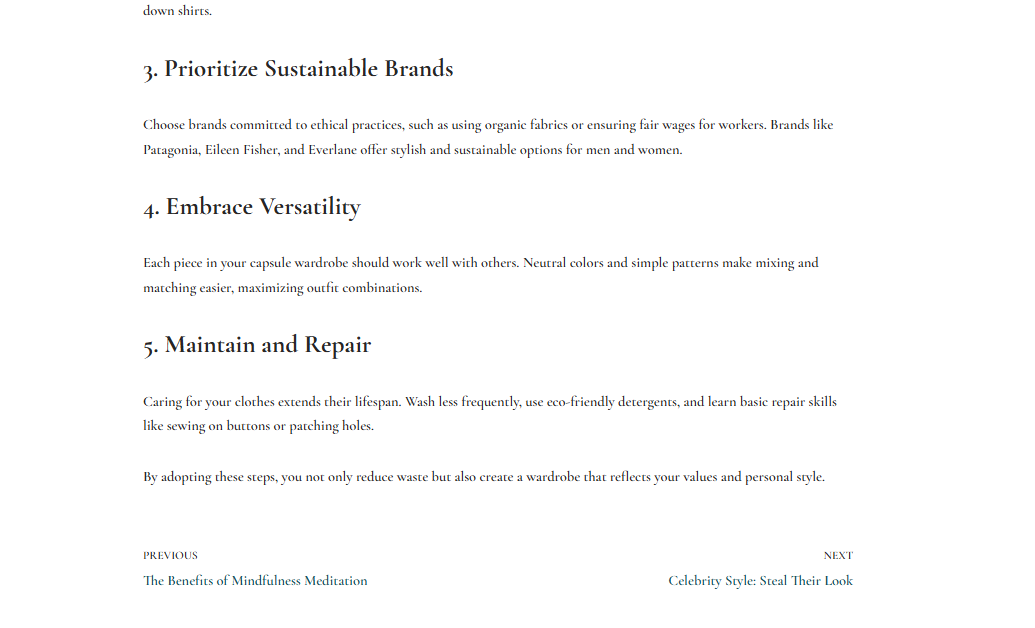 down shirts.
3. Prioritize Sustainable Brands
Choose brands committed to ethical practices, such as using organic fabrics or ensuring fair wages for workers. Brands like
Patagonia, Eileen Fisher, and Everlane offer stylish and sustainable options for men and women.
4. Embrace Versatility
Each piece in your capsule wardrobe should work well with others. Neutral colors and simple patterns make mixing and
matching easier, maximizing outfit combinations.
5. Maintain and Repair
Caring for your clothes extends their lifespan. Wash less frequently, use eco-friendly detergents, and learn basic repair skills
like sewing on buttons or patching holes.
By adopting these steps, you not only reduce waste but also create a wardrobe that reflects your values and personal style.
PREVIOUS
The Benefits of Mindfulness Meditation
NEXT
Celebrity Style: Steal Their Look